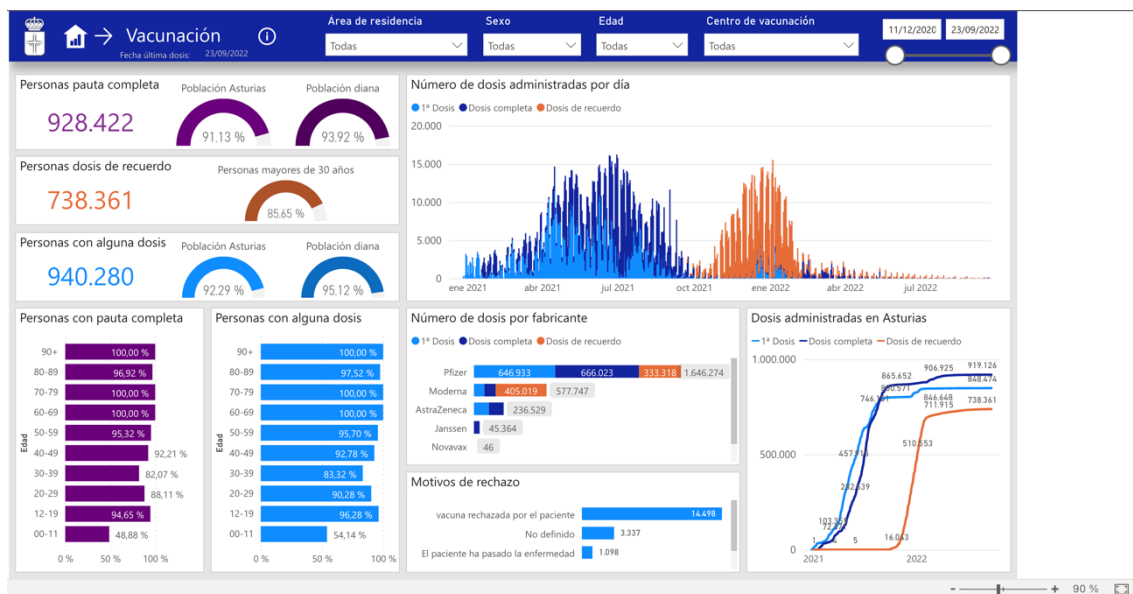 Área de residencia Sexo Edad Centro de vacunación
Vacunación
Fecha última dosis: 23/09/2022
Todas Todas Todas Todas
11/12/2020 23/09/2022
Personas pauta completa
928.422
Población Asturias
91.13 %
Población diana
93.92 %
Personas dosis de recuerdo
738.361
Personas mayores de 30 años
85.65 %
Personas con alguna dosis
940.280
Población Asturias
92.29 %
Población diana
95.12 %
Número de dosis administradas por día
1ª Dosis Dosis completa Dosis de recuerdo
20.000
15.000
10.000
5.000
0
ene 2021 abr 2021 jul 2021 oct 2021 ene 2022 abr 2022 jul 2022
Personas con pauta completa
Edad
90+ 100,00 %
80-89 96,92 %
70-79 100,00 %
60-69 100,00 %
50-59 95,32 %
40-49 92,21 %
30-39 82,07 %
20-29 88,11 %
12-19 94,65 %
00-11 48,88 %
0 % 50 % 100 %
Personas con alguna dosis
Edad
90+ 100,00 %
80-89 97,52 %
70-79 100,00 %
60-69 100,00 %
50-59 95,70 %
40-49 92,78 %
30-39 83,32 %
20-29 90,28 %
12-19 96,28 %
00-11 54,14 %
0 % 50 % 100 %
Número de dosis por fabricante
1ª Dosis Dosis completa Dosis de recuerdo
Pfizer 646.933 666.023 333.318 1.646.274
Moderna 405.019 577.747
AstraZeneca 236.529
Janssen 45.364
Novavax 46
Motivos de rechazo
vacuna rechazada por el paciente 14.498
No definido 3.337
El paciente ha pasado la enfermedad 1.098
Dosis administradas en Asturias
1ª Dosis Dosis completa Dosis de recuerdo
1.000.000
500.000
0
865.652 906.925 919.126
848.474
846.648
711.915 738.361
510.553
16.043
1 4 5
2021 2022
- + 90 %